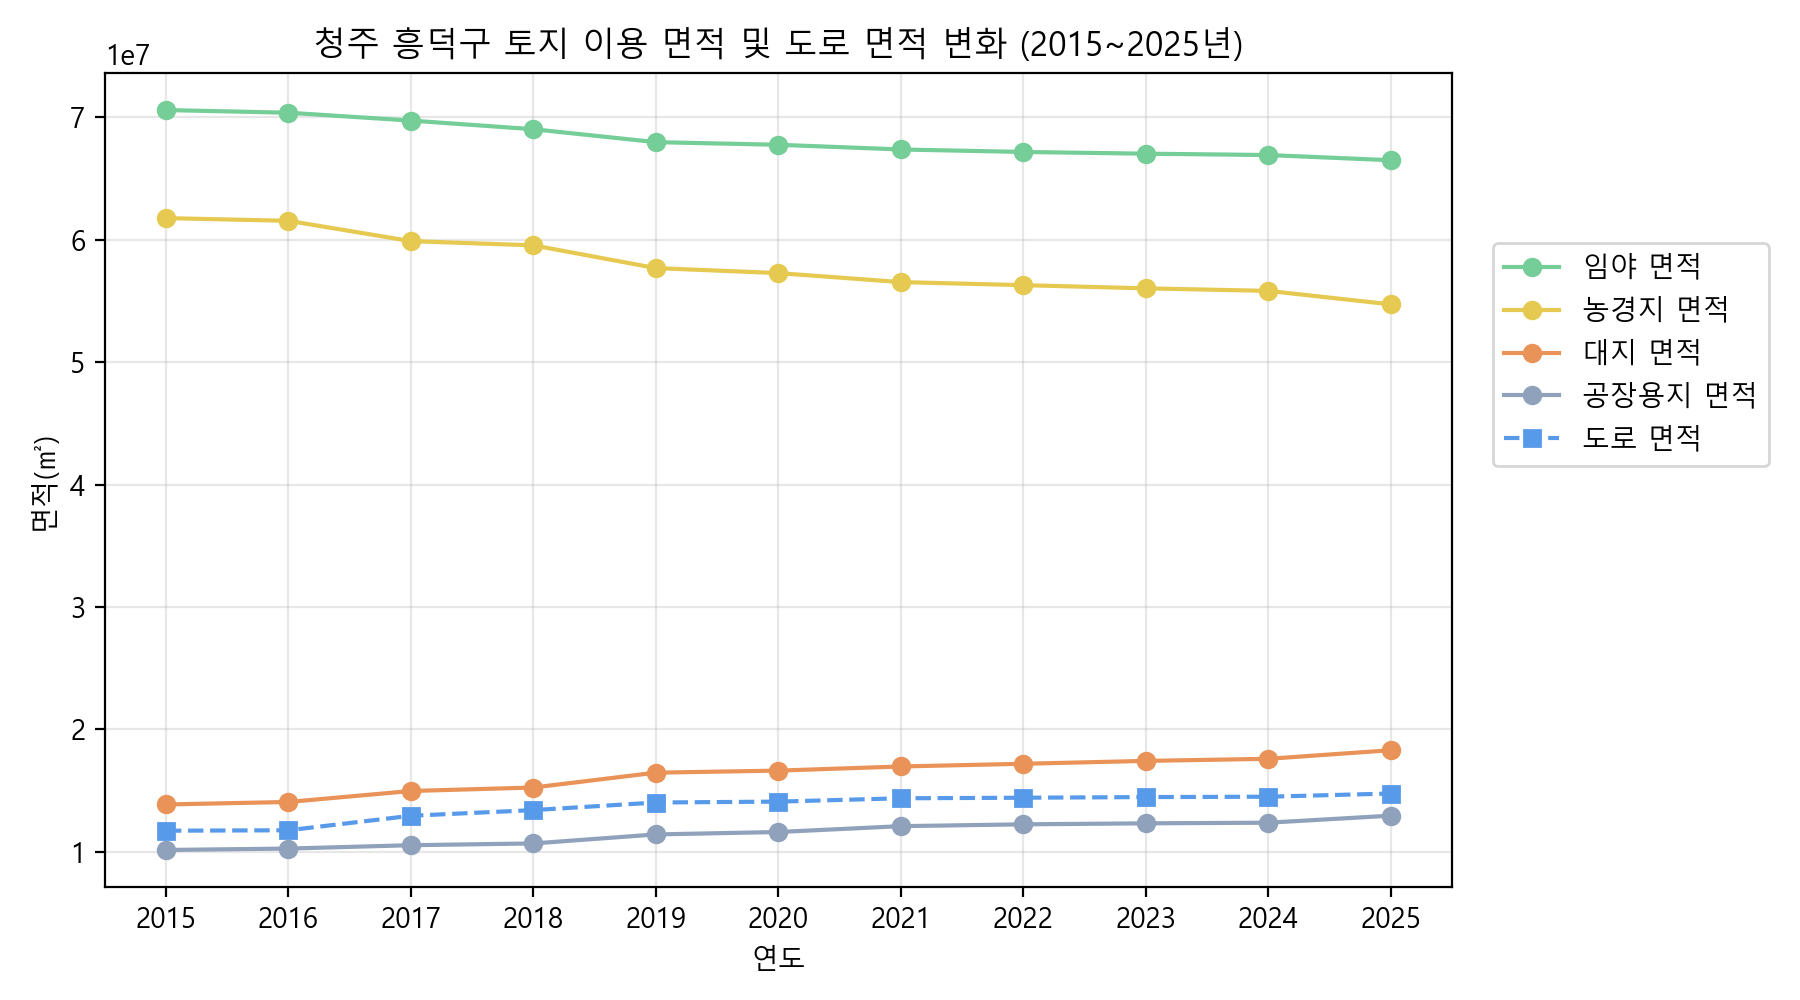 청주 흥덕구 토지 이용 면적 및 도로 면적 변화 (2015~2025년)
1e7
7
6
5
4
3
2
1
면적(㎡)
2015 2016 2017 2018 2019 2020 2021 2022 2023 2024 2025
연도
임야 면적
농경지 면적
대지 면적
공장용지 면적
도로 면적